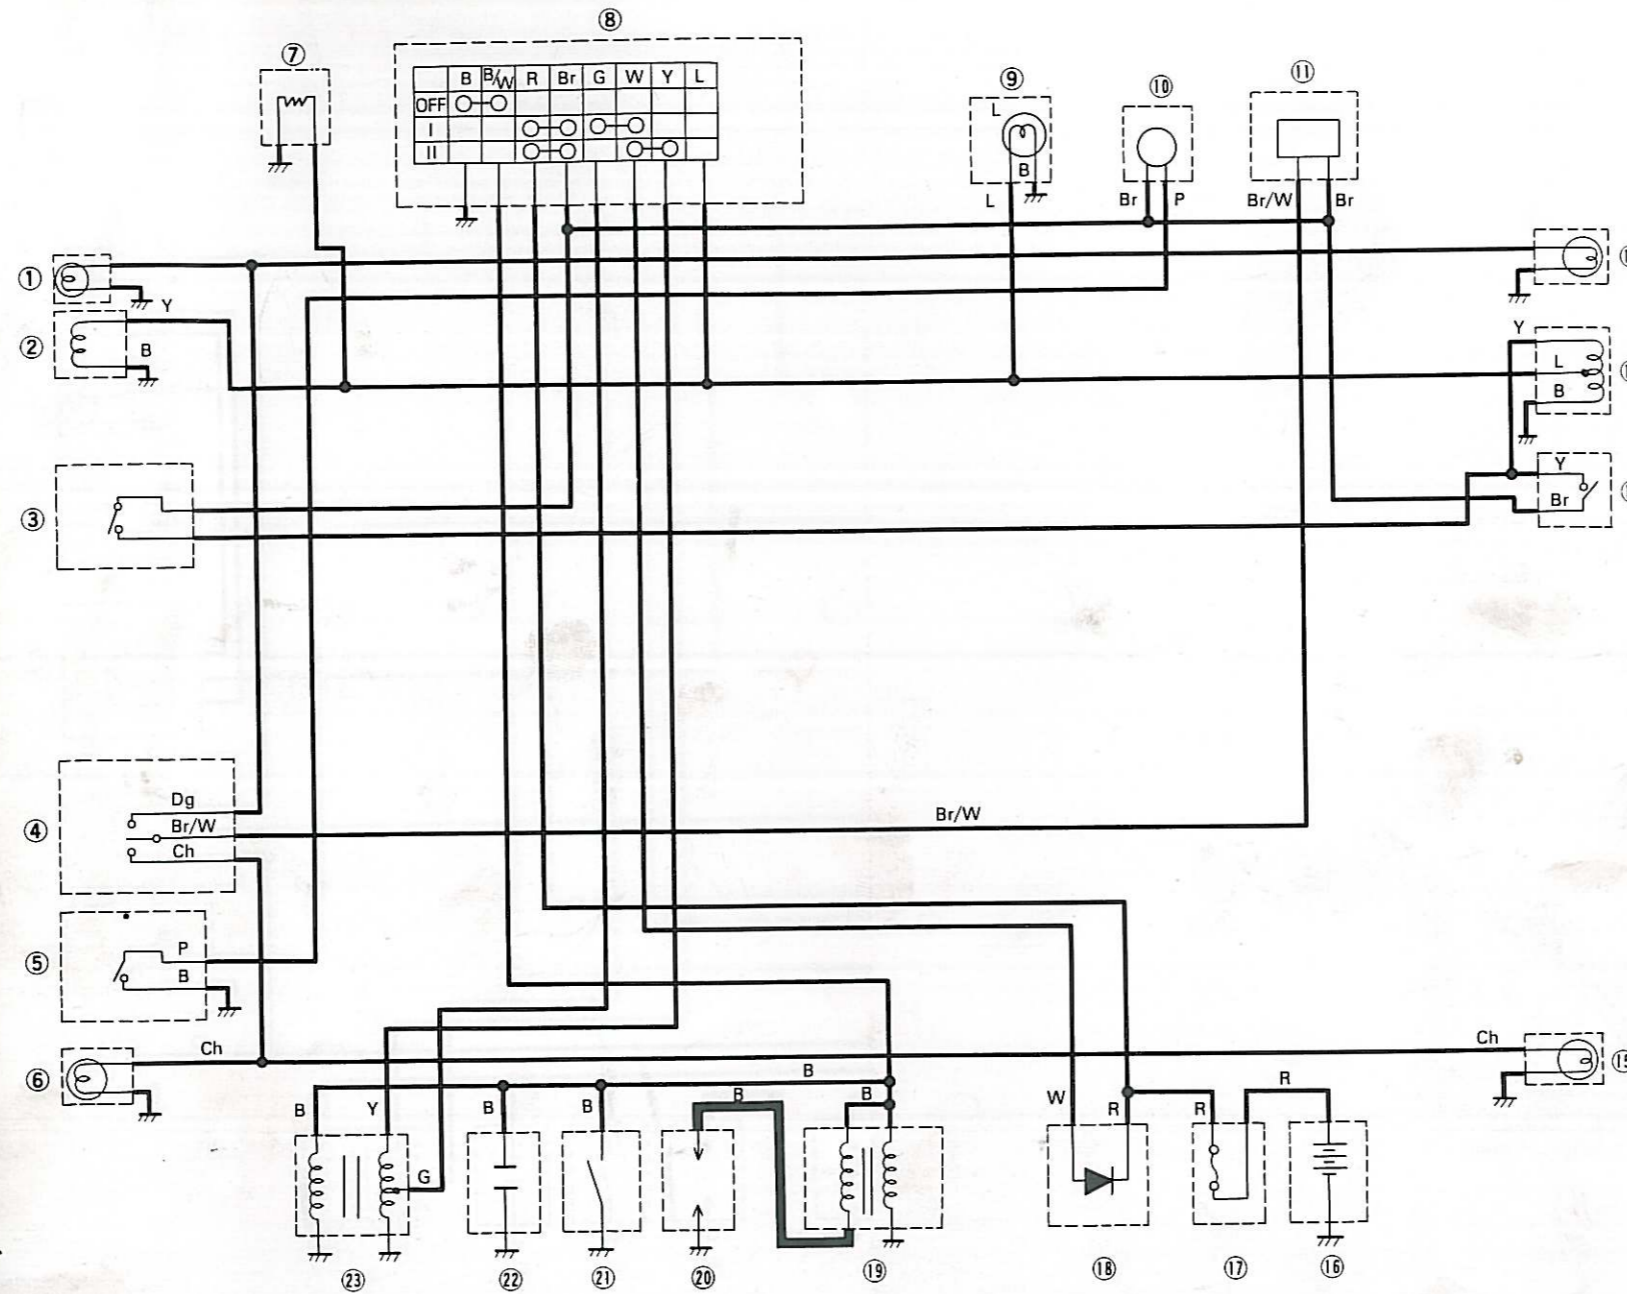 ⑧
⑦
B B/W R Br G W Y L
OFF
I
II
⑨
L
B
L
⑩
Br P
⑪
Br/W Br
①
Y
②
B
Y
L
B
③
Y
Br
④
Dg
Br/W
Ch
Br/W
⑤
P
B
⑥
Ch
Ch
B
B
Y
G
B
B
B
B
W
R
R
R
㉓
㉒
㉑
⑳
⑲
⑱
⑰
⑯